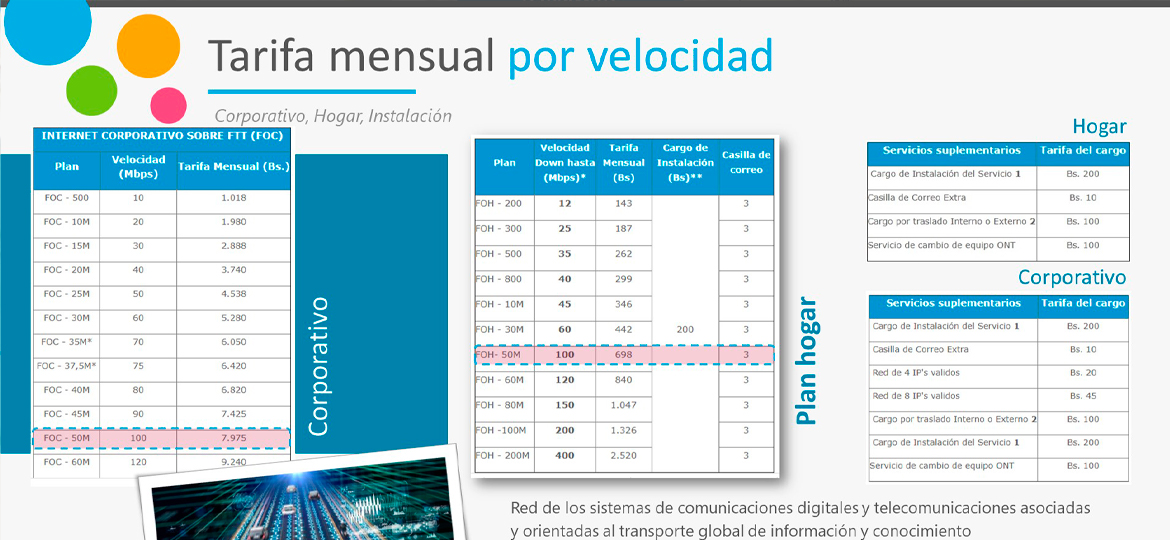 Tarifa mensual por velocidad
Corporativo, Hogar, Instalación
INTERNET CORPORATIVO SOBRE FTT (FOC)
Plan Velocidad (Mbps) Tarifa Mensual (Bs.)
FOC - 500 10 1.018
FOC - 10M 20 1.980
FOC - 15M 30 2.888
FOC - 20M 40 3.740
FOC - 25M 50 4.538
FOC - 30M 60 5.280
FOC - 35M* 70 6.050
FOC - 37,5M* 75 6.420
FOC - 40M 80 6.820
FOC - 45M 90 7.425
FOC - 50M 100 7.975
FOC - 60M 120 9.240
Corporativo
Plan Velocidad Down hasta (Mbps)* Tarifa Mensual (Bs) Cargo de Instalación (Bs)** Casilla de correo
FOH - 200 12 143 3
FOH - 300 25 187 3
FOH - 500 35 262 3
FOH - 800 40 299 3
FOH - 10M 45 346 3
FOH - 30M 60 442 200 3
FOH- 50M 100 698 3
FOH - 60M 120 840 3
FOH - 80M 150 1.047 3
FOH -100M 200 1.326 3
FOH - 200M 400 2.520 3
Plan hogar
Hogar
Servicios suplementarios Tarifa del cargo
Cargo de Instalación del Servicio 1 Bs. 200
Casilla de Correo Extra Bs. 10
Cargo por traslado Interno o Externo 2 Bs. 100
Servicio de cambio de equipo ONT Bs. 100
Corporativo
Servicios suplementarios Tarifa del cargo
Cargo de Instalación del Servicio 1 Bs. 200
Casilla de Correo Extra Bs. 10
Red de 4 IP's validos Bs. 20
Red de 8 IP's validos Bs. 45
Cargo por traslado Interno o Externo 2 Bs. 100
Cargo de Instalación del Servicio 1 Bs. 200
Servicio de cambio de equipo ONT Bs. 100
Red de los sistemas de comunicaciones digitales y telecomunicaciones asociadas
y orientadas al transporte global de información y conocimiento